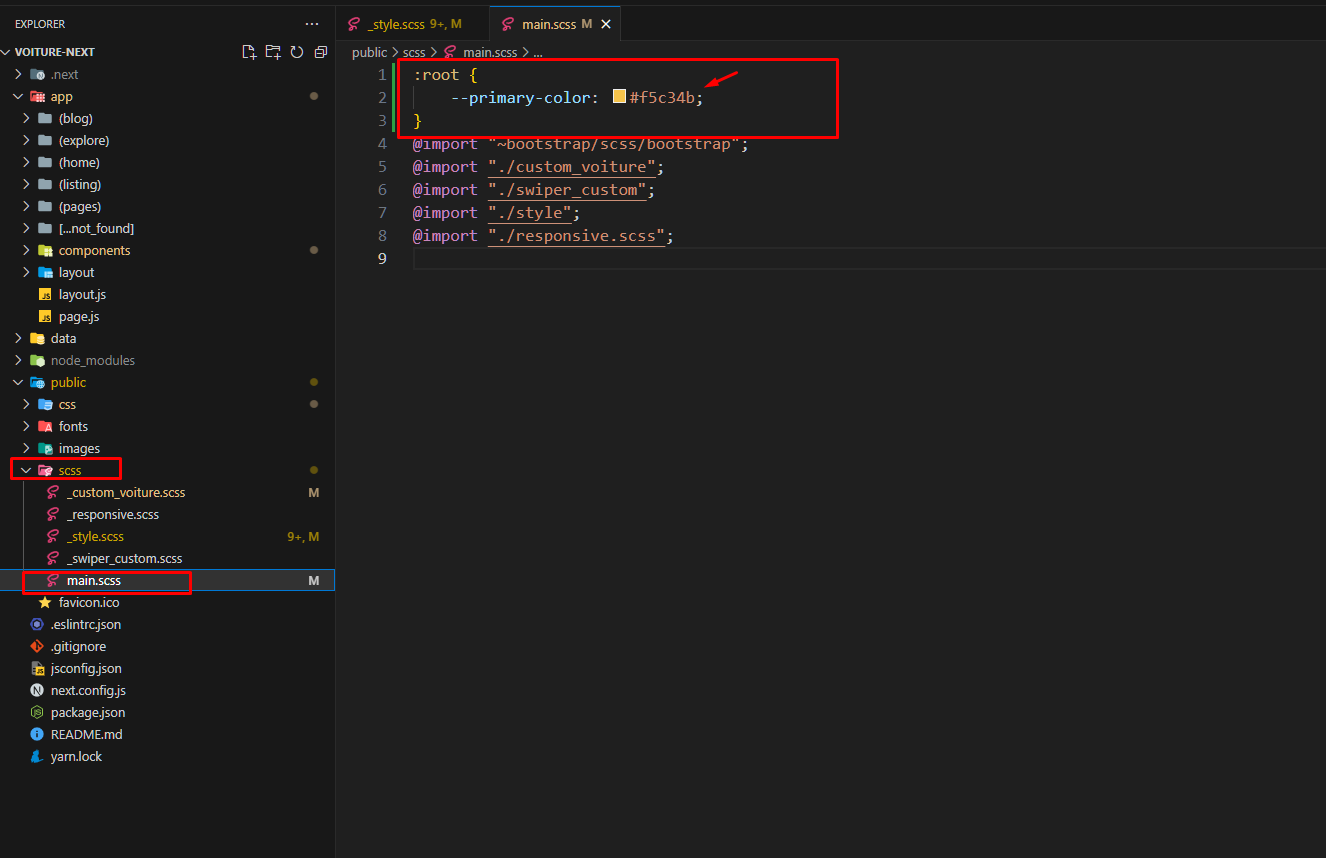 EXPLORER
...
VOITURE-NEXT
.next
app
(blog)
(explore)
(home)
(listing)
(pages)
[...not_found]
components
layout
JS layout.js
JS page.js
data
node_modules
public
css
fonts
images
scss
_custom_voiture.scss M
_responsive.scss
_style.scss 9+, M
_swiper_custom.scss
main.scss M
favicon.ico
.eslintrc.json
.gitignore
jsconfig.json
next.config.js
package.json
README.md
yarn.lock
_style.scss 9+, M
main.scss M
public > scss > main.scss > ...
1 :root {
2 --primary-color: #f5c34b;
3 }
4 @import "~bootstrap/scss/bootstrap";
5 @import "./custom_voiture";
6 @import "./swiper_custom";
7 @import "./style";
8 @import "./responsive.scss";
9